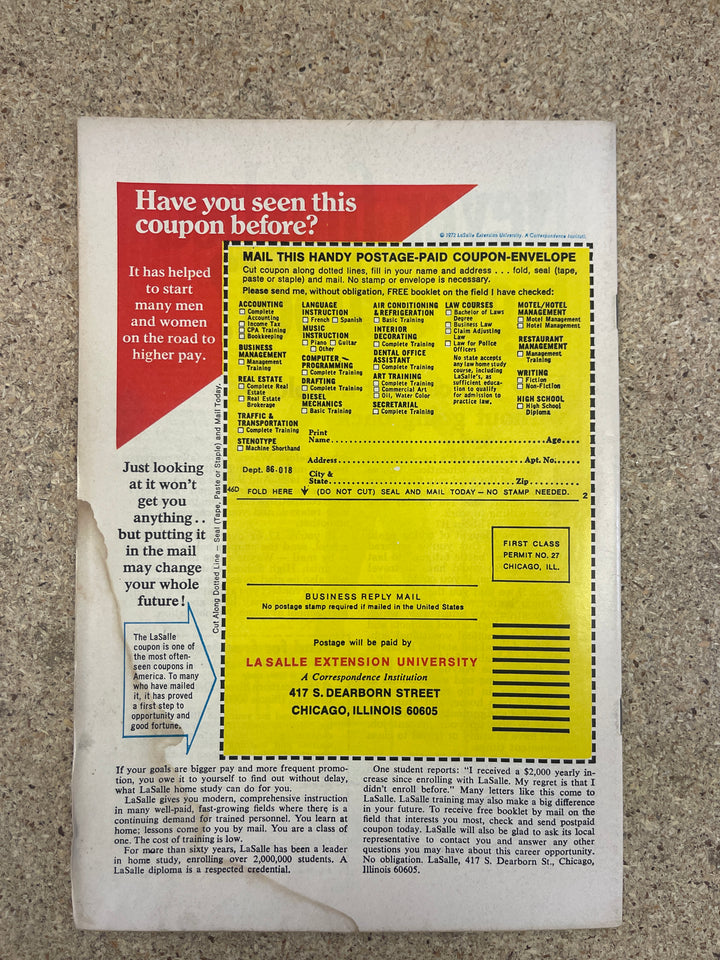 Have you seen this
coupon before?
© 1972 LaSalle Extension University. A Correspondence Institution.
It has helped
to start
many men
and women
on the road to
higher pay.
MAIL THIS HANDY POSTAGE-PAID COUPON-ENVELOPE
Cut coupon along dotted lines, fill in your name and address . . . fold, seal (tape,
paste or staple) and mail. No stamp or envelope is necessary.
Please send me, without obligation, FREE booklet on the field I have checked:
ACCOUNTING
Complete
Accounting
Income Tax
CPA Training
Bookkeeping
BUSINESS
MANAGEMENT
Management
Training
REAL ESTATE
Complete Real
Estate
Real Estate
Brokerage
TRAFFIC &
TRANSPORTATION
Complete Training
STENOTYPE
Machine Shorthand
LANGUAGE
INSTRUCTION
French Spanish
MUSIC
INSTRUCTION
Piano Guitar
Other
COMPUTER
PROGRAMMING
Complete Training
DRAFTING
Complete Training
DIESEL
MECHANICS
Basic Training
AIR CONDITIONING
& REFRIGERATION
Basic Training
INTERIOR
DECORATING
Complete Training
DENTAL OFFICE
ASSISTANT
Complete Training
ART TRAINING
Complete Training
Commercial Art
Oil, Water Color
SECRETARIAL
Complete Training
LAW COURSES
Bachelor of Laws
Degree
Business Law
Claim Adjusting
Law
Law for Police
Officers
No state accepts
any law home study
course, including
LaSalle's, as
sufficient educa-
tion to qualify
for admission to
practice law.
MOTEL/HOTEL
MANAGEMENT
Motel Management
Hotel Management
RESTAURANT
MANAGEMENT
Management
Training
WRITING
Fiction
Non-Fiction
HIGH SCHOOL
High School
Diploma
Print
Name Age
Address Apt. No.
Dept. 86-018
City &
State Zip
46D FOLD HERE (DO NOT CUT) SEAL AND MAIL TODAY – NO STAMP NEEDED. 2
Cut Along Dotted Line – Seal (Tape, Paste or Staple) and Mail Today.
Just looking
at it won't
get you
anything . .
but putting it
in the mail
may change
your whole
future!
The LaSalle
coupon is one of
the most often-
seen coupons in
America. To many
who have mailed
it, it has proved
a first step to
opportunity and
good fortune.
FIRST CLASS
PERMIT NO. 27
CHICAGO, ILL.
BUSINESS REPLY MAIL
No postage stamp required if mailed in the United States
Postage will be paid by
LA SALLE EXTENSION UNIVERSITY
A Correspondence Institution
417 S. DEARBORN STREET
CHICAGO, ILLINOIS 60605
If your goals are bigger pay and more frequent promo-
tion, you owe it to yourself to find out without delay,
what LaSalle home study can do for you.
LaSalle gives you modern, comprehensive instruction
in many well-paid, fast-growing fields where there is a
continuing demand for trained personnel. You learn at
home; lessons come to you by mail. You are a class of
one. The cost of training is low.
For more than sixty years, LaSalle has been a leader
in home study, enrolling over 2,000,000 students. A
LaSalle diploma is a respected credential.
One student reports: "I received a $2,000 yearly in-
crease since enrolling with LaSalle. My regret is that I
didn't enroll before." Many letters like this come to
LaSalle. LaSalle training may also make a big difference
in your future. To receive free booklet by mail on the
field that interests you most, check and send postpaid
coupon today. LaSalle will also be glad to ask its local
representative to contact you and answer any other
questions you may have about this career opportunity.
No obligation. LaSalle, 417 S. Dearborn St., Chicago,
Illinois 60605.